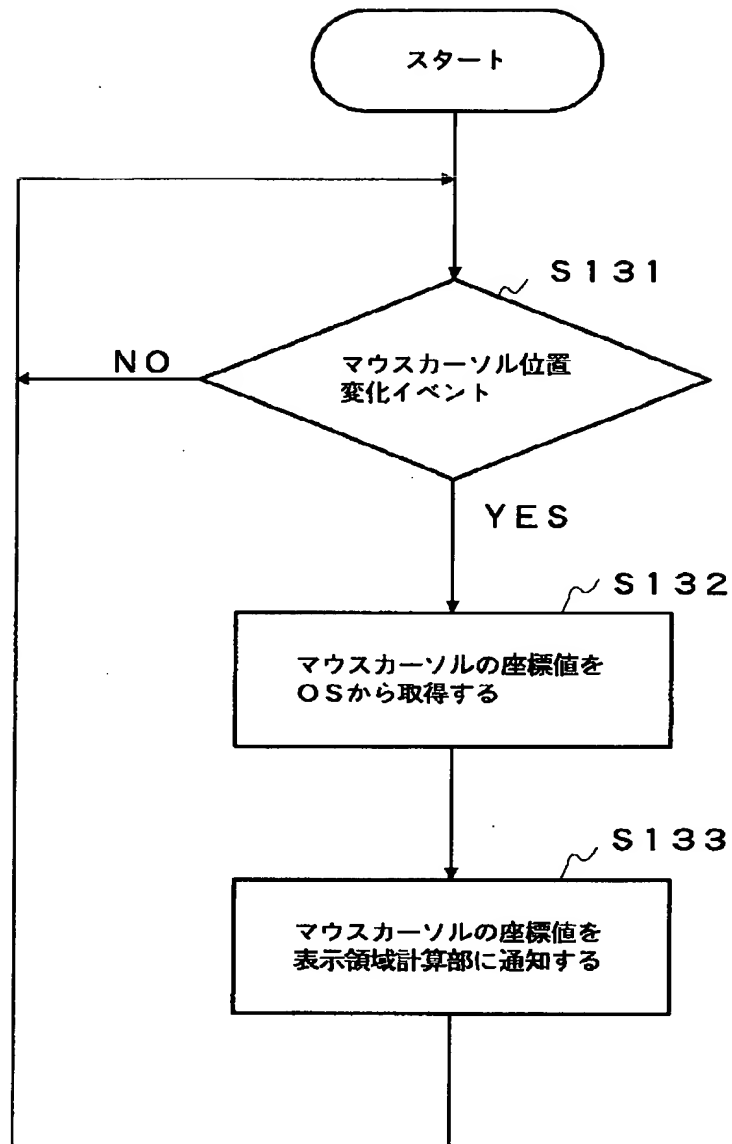 スタート
S131
NO
マウスカーソル位置
変化イベント
YES
S132
マウスカーソルの座標値を
OSから取得する
S133
マウスカーソルの座標値を
表示領域計算部に通知する